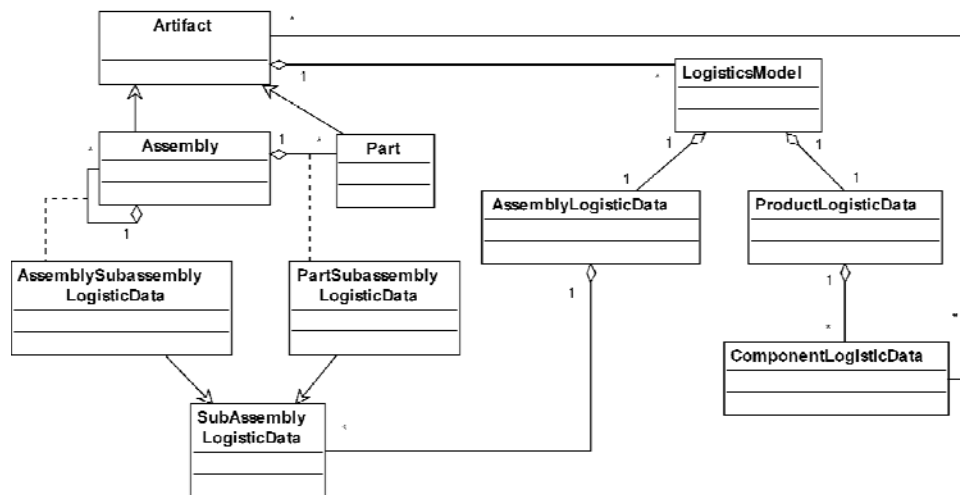 *
Artifact
1
*
LogisticsModel
*
Assembly
1
*
Part
1
1
1
1
1
AssemblyLogisticData
ProductLogisticData
AssemblySubassembly
LogisticData
PartSubassembly
LogisticData
1
1
*
*
ComponentLogisticData
SubAssembly
LogisticData
*